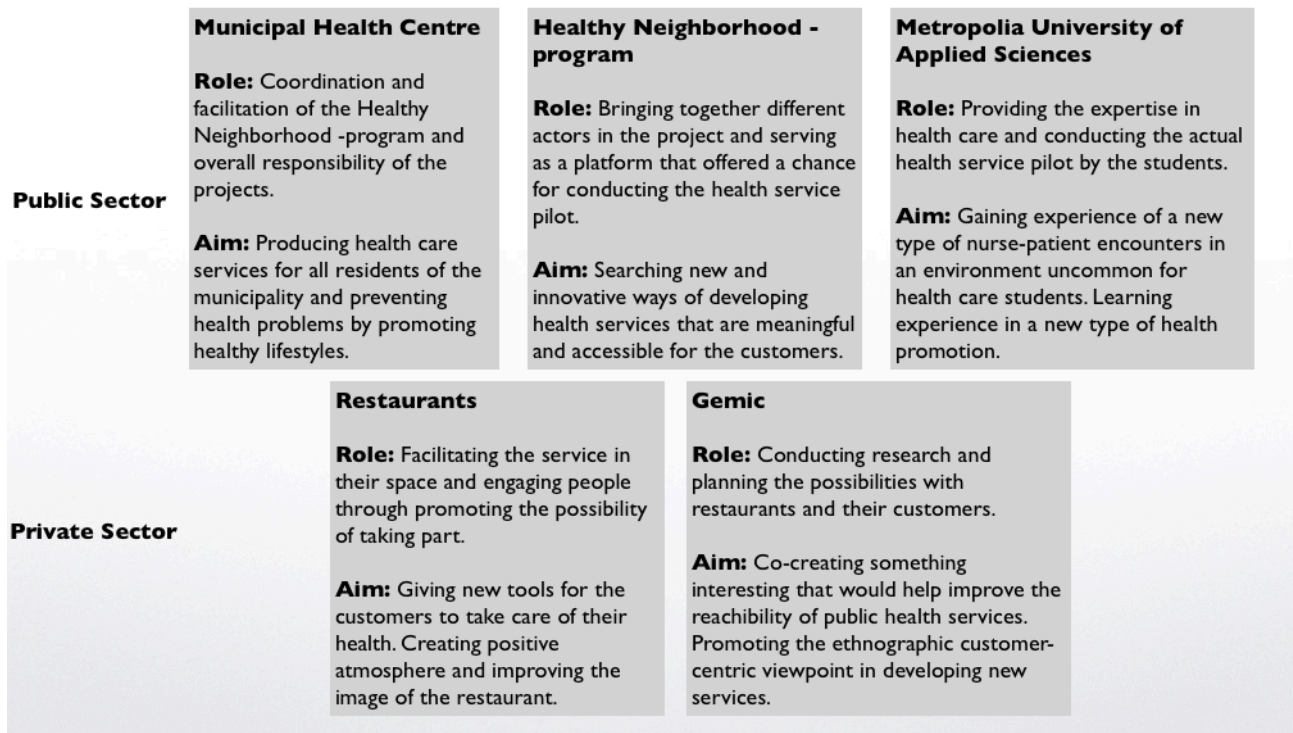 Public Sector
Municipal Health Centre
Role: Coordination and
facilitation of the Healthy
Neighborhood -program and
overall responsibility of the
projects.
Aim: Producing health care
services for all residents of the
municipality and preventing
health problems by promoting
healthy lifestyles.
Healthy Neighborhood -
program
Role: Bringing together different
actors in the project and serving
as a platform that offered a chance
for conducting the health service
pilot.
Aim: Searching new and
innovative ways of developing
health services that are meaningful
and accessible for the customers.
Metropolia University of
Applied Sciences
Role: Providing the expertise in
health care and conducting the actual
health service pilot by the students.
Aim: Gaining experience of a new
type of nurse-patient encounters in
an environment uncommon for
health care students. Learning
experience in a new type of health
promotion.
Private Sector
Restaurants
Role: Facilitating the service in
their space and engaging people
through promoting the possibility
of taking part.
Aim: Giving new tools for the
customers to take care of their
health. Creating positive
atmosphere and improving the
image of the restaurant.
Gemic
Role: Conducting research and
planning the possibilities with
restaurants and their customers.
Aim: Co-creating something
interesting that would help improve the
reachibility of public health services.
Promoting the ethnographic customer-
centric viewpoint in developing new
services.